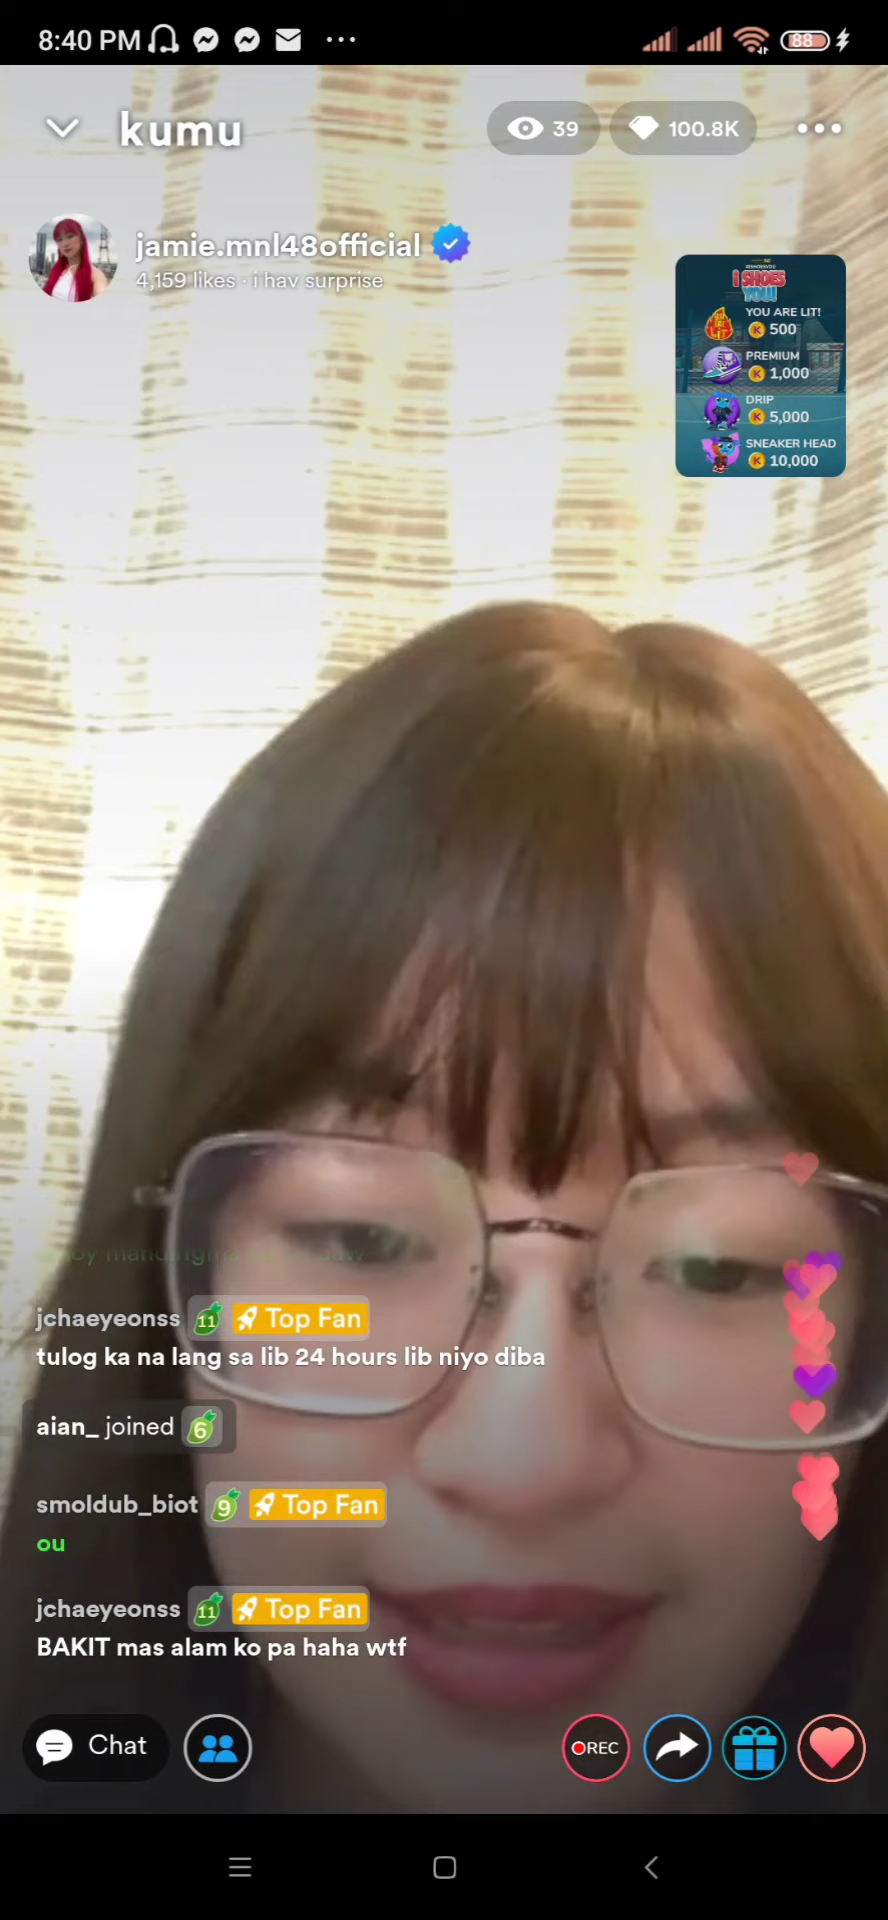 8:40 PM
88
kumu
39
100.8K
jamie.mnl48official
4,159 likes · i hav surprise
I SHOES
YOU!
YOU ARE LIT!
500
PREMIUM
1,000
DRIP
5,000
SNEAKER HEAD
10,000
jchaeyeonss 11 Top Fan
tulog ka na lang sa lib 24 hours lib niyo diba
aian_ joined 6
smoldub_biot 9 Top Fan
ou
jchaeyeonss 11 Top Fan
BAKIT mas alam ko pa haha wtf
Chat
REC